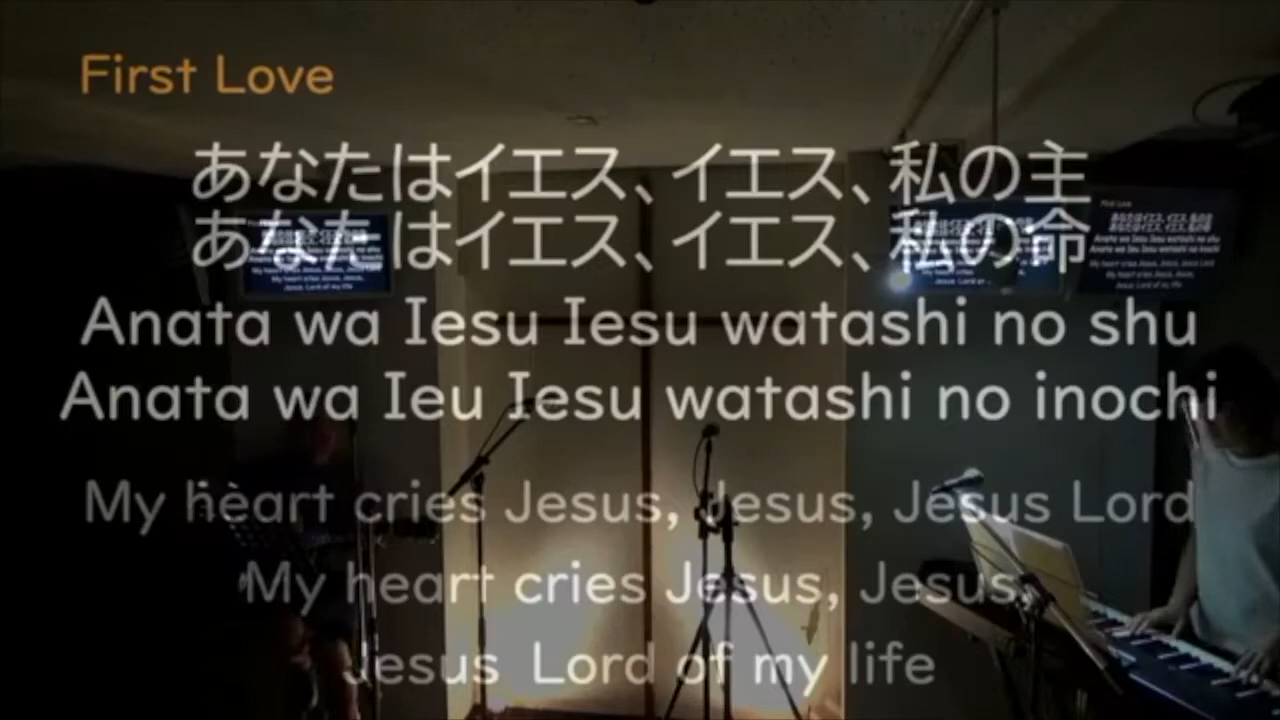 First Love
あなたはイエス、イエス、私の主
あなたはイエス、イエス、私の命
Anata wa Iesu Iesu watashi no shu
Anata wa Ieu Iesu watashi no inochi
My heart cries Jesus, Jesus, Jesus Lord
My heart cries Jesus, Jesus,
Jesus Lord of my life